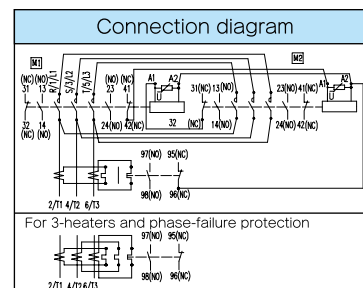 Connection diagram
M1
M2
(NC) (NO) R/1/L1 S/3/L2 T/5/L3 (NO) (NC) A1 A2 31(NC) (NO) 23(NO) 41(NC) A1 A2
31 13 23 41 13
32 14 24(NO) 42(NC) 32 (NC) 14(NO) 24(NO) 42(NC)
(NC) (NO)
97(NO) 95(NC)
98(NO) 96(NC)
2/T1 4/T2 6/T3
For 3-heaters and phase-failure protection
97(NO) 95(NC)
98(NO) 96(NC)
2/T1 4/T2 6/T3